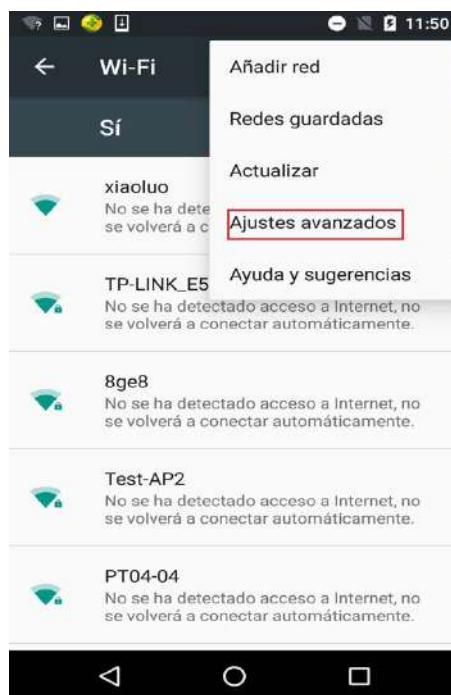 11:50
Wi-Fi
Sí
Añadir red
Redes guardadas
Actualizar
Ajustes avanzados
Ayuda y sugerencias
xiaoluo
No se ha dete
se volverá a c
TP-LINK_E5
No se ha detectado acceso a Internet, no
se volverá a conectar automáticamente.
8ge8
No se ha detectado acceso a Internet, no
se volverá a conectar automáticamente.
Test-AP2
No se ha detectado acceso a Internet, no
se volverá a conectar automáticamente.
PT04-04
No se ha detectado acceso a Internet, no
se volverá a conectar automáticamente.